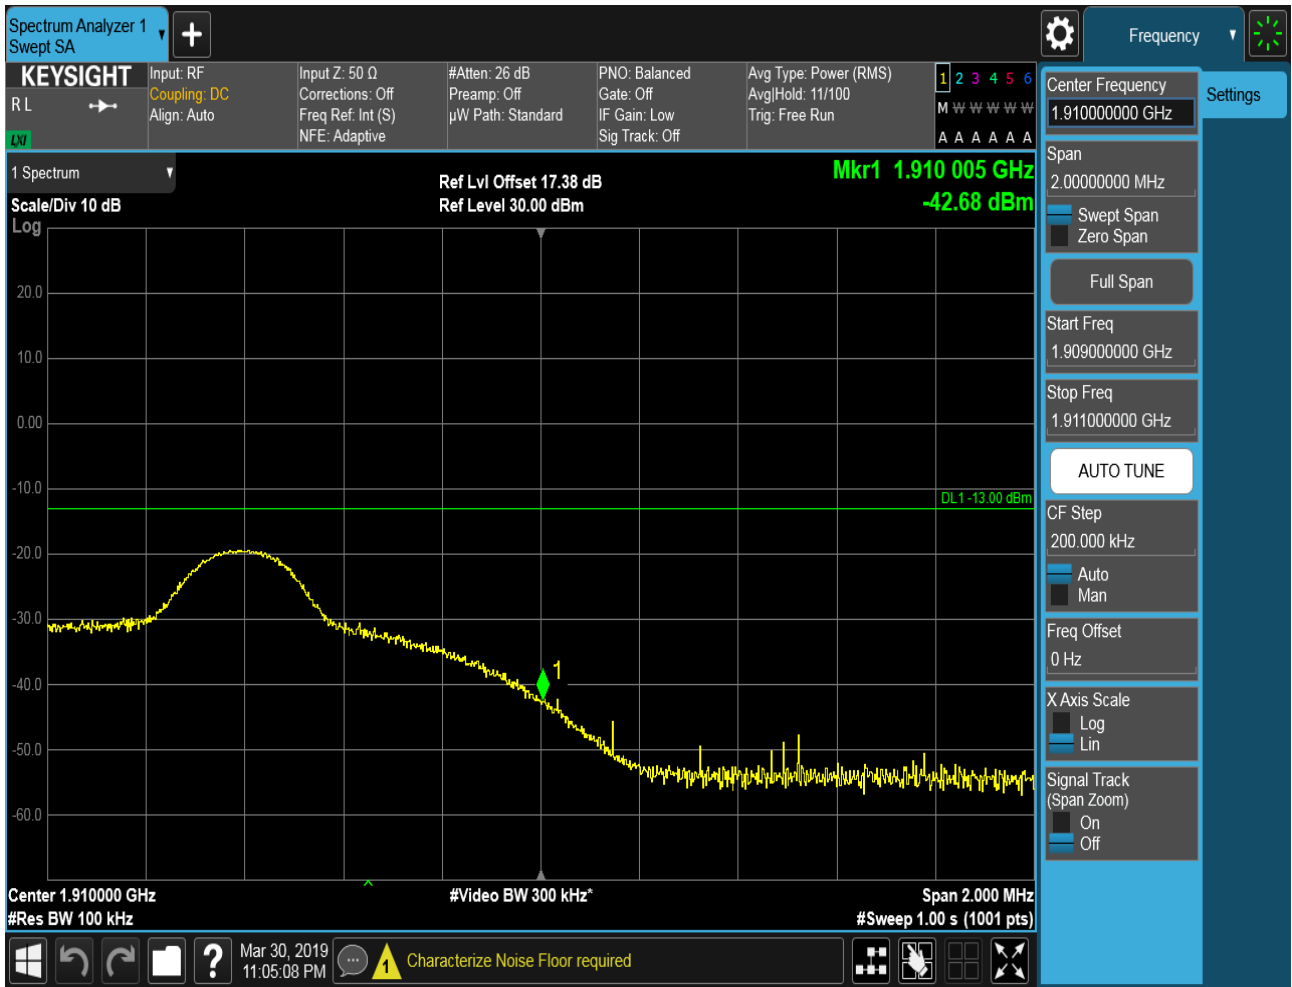 Spectrum Analyzer 1
Swept SA
Frequency
KEYSIGHT
R L
LXI
Input: RF
Coupling: DC
Align: Auto
Input Z: 50 Ω
Corrections: Off
Freq Ref: Int (S)
NFE: Adaptive
#Atten: 26 dB
Preamp: Off
µW Path: Standard
PNO: Balanced
Gate: Off
IF Gain: Low
Sig Track: Off
Avg Type: Power (RMS)
Avg|Hold: 11/100
Trig: Free Run
1 2 3 4 5 6
M W W W W W
A A A A A A
1 Spectrum
Scale/Div 10 dB
Log
Ref Lvl Offset 17.38 dB
Ref Level 30.00 dBm
Mkr1 1.910 005 GHz
-42.68 dBm
20.0
10.0
0.00
-10.0
-20.0
-30.0
-40.0
-50.0
-60.0
DL1 -13.00 dBm
1
Center 1.910000 GHz
#Res BW 100 kHz
#Video BW 300 kHz*
Span 2.000 MHz
#Sweep 1.00 s (1001 pts)
Center Frequency
1.910000000 GHz
Settings
Span
2.00000000 MHz
Swept Span
Zero Span
Full Span
Start Freq
1.909000000 GHz
Stop Freq
1.911000000 GHz
AUTO TUNE
CF Step
200.000 kHz
Auto
Man
Freq Offset
0 Hz
X Axis Scale
Log
Lin
Signal Track
(Span Zoom)
On
Off
?
Mar 30, 2019
11:05:08 PM
1
Characterize Noise Floor required